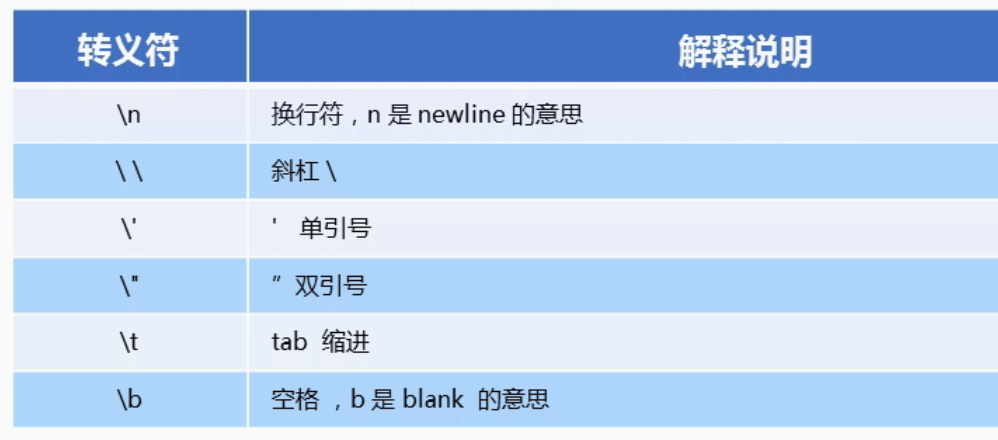 转义符 解释说明
\n 换行符，n 是 newline 的意思
\ \ 斜杠 \
\' ' 单引号
\" " 双引号
\t tab 缩进
\b 空格 ，b 是 blank 的意思